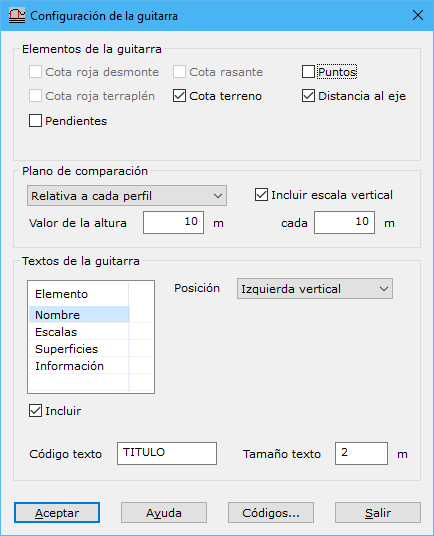 Configuración de la guitarra
Elementos de la guitarra
Cota roja desmonte Cota rasante Puntos
Cota roja terraplén Cota terreno Distancia al eje
Pendientes
Plano de comparación
Relativa a cada perfil Incluir escala vertical
Valor de la altura 10 m cada 10 m
Textos de la guitarra
Elemento
Nombre
Escalas
Superficies
Información
Posición Izquierda vertical
Incluir
Código texto TITULO Tamaño texto 2 m
Aceptar Ayuda Códigos... Salir